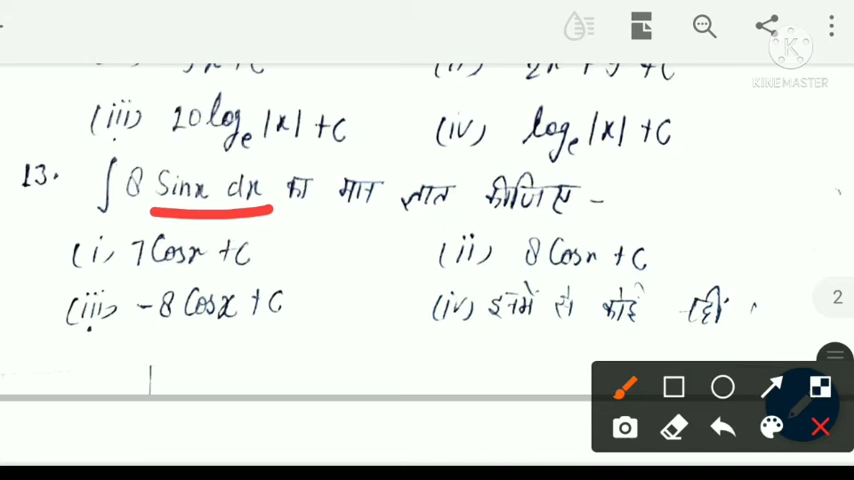 KINEMASTER
(iii) 20 logₑ |x| + C (iv) logₑ |x| + C
13. ∫ 8 Sinx dx का मान ज्ञात कीजिए -
(i) 7 Cosx + C (ii) 8 Cosx + C
(iii) -8 Cosx + C (iv) इनमें से कोई नहीं
2